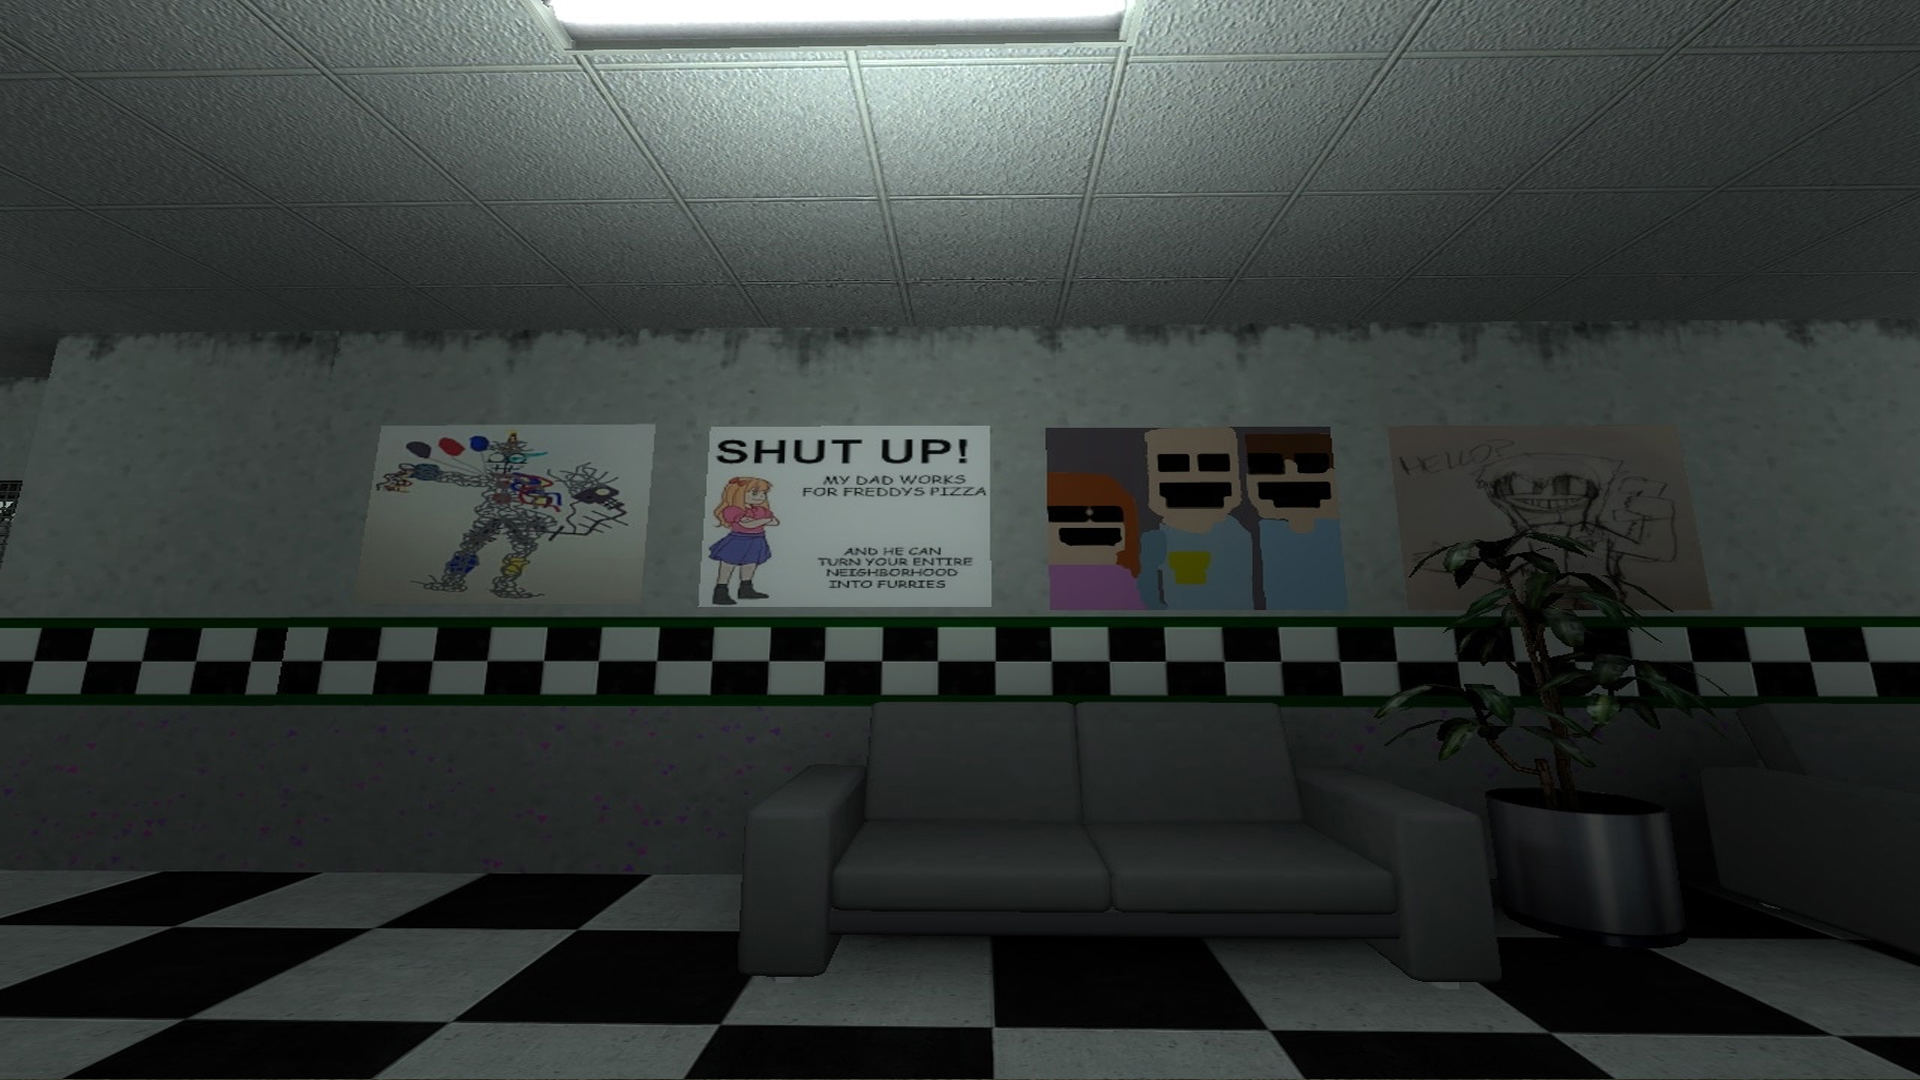 SHUT UP!
MY DAD WORKS
FOR FREDDYS PIZZA
AND HE CAN
TURN YOUR ENTIRE
NEIGHBORHOOD
INTO FURRIES
HELLO?